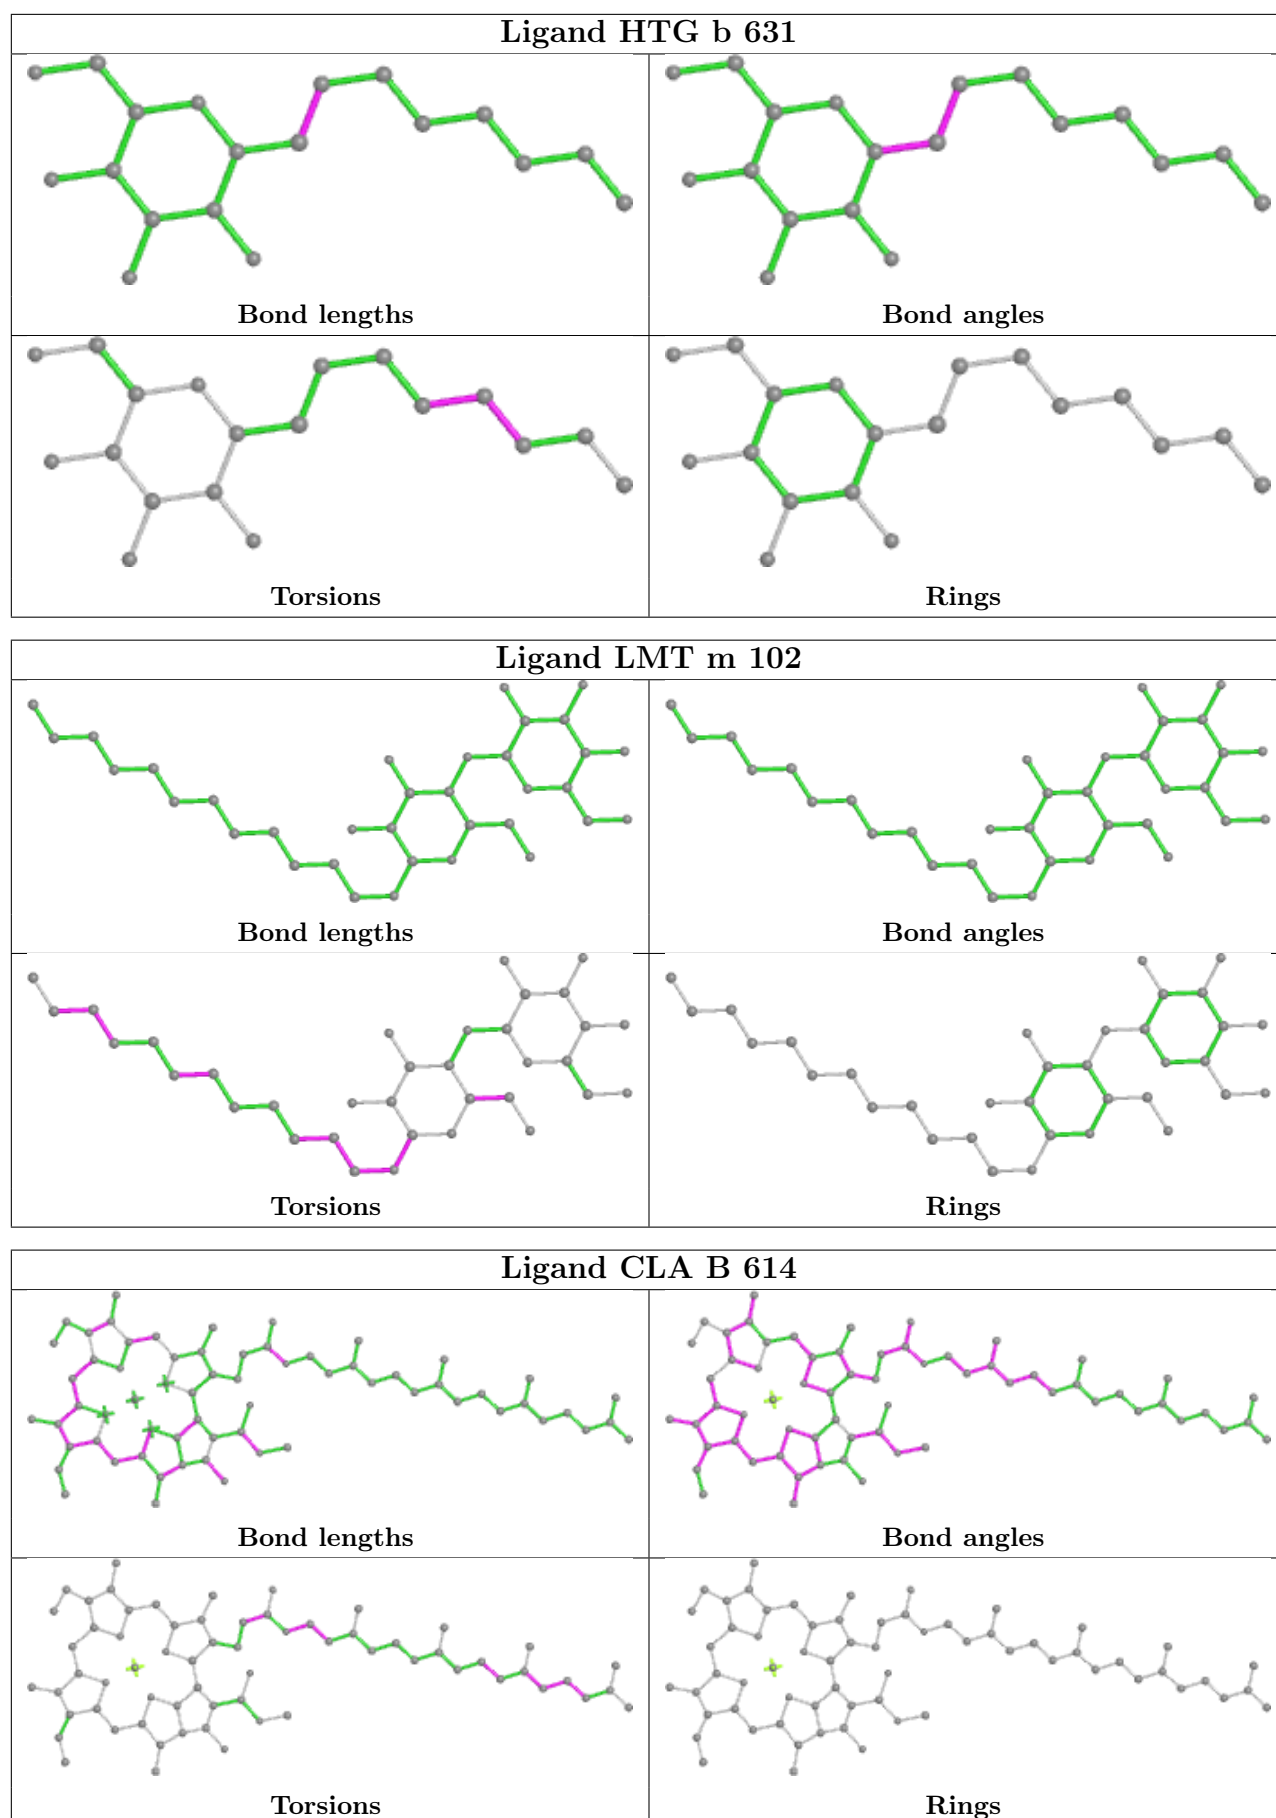 Ligand HTG b 631
Bond lengths
Bond angles
Torsions
Rings
Ligand LMT m 102
Bond lengths
Bond angles
Torsions
Rings
Ligand CLA B 614
Bond lengths
Bond angles
Torsions
Rings